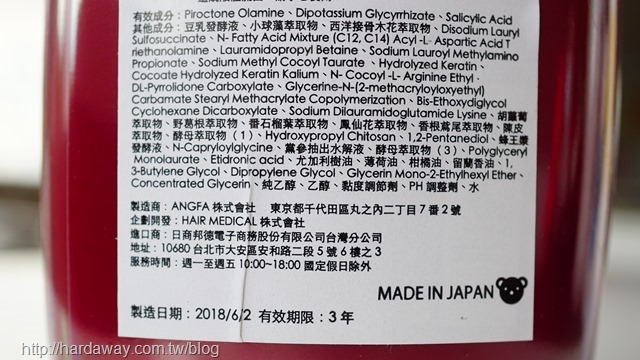 有效成分：Piroctone Olamine、Dipotassium Glycyrrhizate、Salicylic Acid
其他成分：豆乳發酵液、小球藻萃取物、西洋接骨木花萃取物、Disodium Lauryl
Sulfosuccinate、N- Fatty Acid Mixture (C12, C14) Acyl -L- Aspartic Acid T
riethanolamine、Lauramidopropyl Betaine、Sodium Lauroyl Methylamino
Propionate、Sodium Methyl Cocoyl Taurate、Hydrolyzed Keratin、
Cocoate Hydrolyzed Keratin Kalium、N- Cocoyl -L- Arginine Ethyl ·
DL-Pyrrolidone Carboxylate、Glycerine-N-(2-methacryloyloxyethyl)
Carbamate Stearyl Methacrylate Copolymerization、Bis-Ethoxydiglycol
Cyclohexane Dicarboxylate、Sodium Dilauramidoglutamide Lysine、胡蘿蔔
萃取物、野葛根萃取物、番石榴葉萃取物、鳳仙花萃取物、香根鳶尾萃取物、陳皮
萃取物、酵母萃取物（1）、Hydroxypropyl Chitosan、1,2-Pentanediol、蜂王漿
發酵液、N-Caprylolyglycine、黨參抽出水解液、酵母萃取物（3）、Polyglyceryl
Monolaurate、Etidronic acid、尤加利樹油、薄荷油、柑橘油、留蘭香油、1,
3-Butylene Glycol、Dipropylene Glycol、Glycerin Mono-2-Ethylhexyl Ether、
Concentrated Glycerin、純乙醇、乙醇、黏度調節劑、PH 調整劑、水
製造商：ANGFA 株式會社 東京都千代田區丸之內二丁目 7 番 2 號
企劃開發：HAIR MEDICAL 株式會社
進口商：日商邦德電子商務股份有限公司台灣分公司
地址：10680 台北市大安區安和路二段 5 號 6 樓之 3
服務時間：週一至週五 10:00~18:00 國定假日除外
MADE IN JAPAN
製造日期：2018/6/2 有效期限：3 年
http://hardaway.com.tw/blog